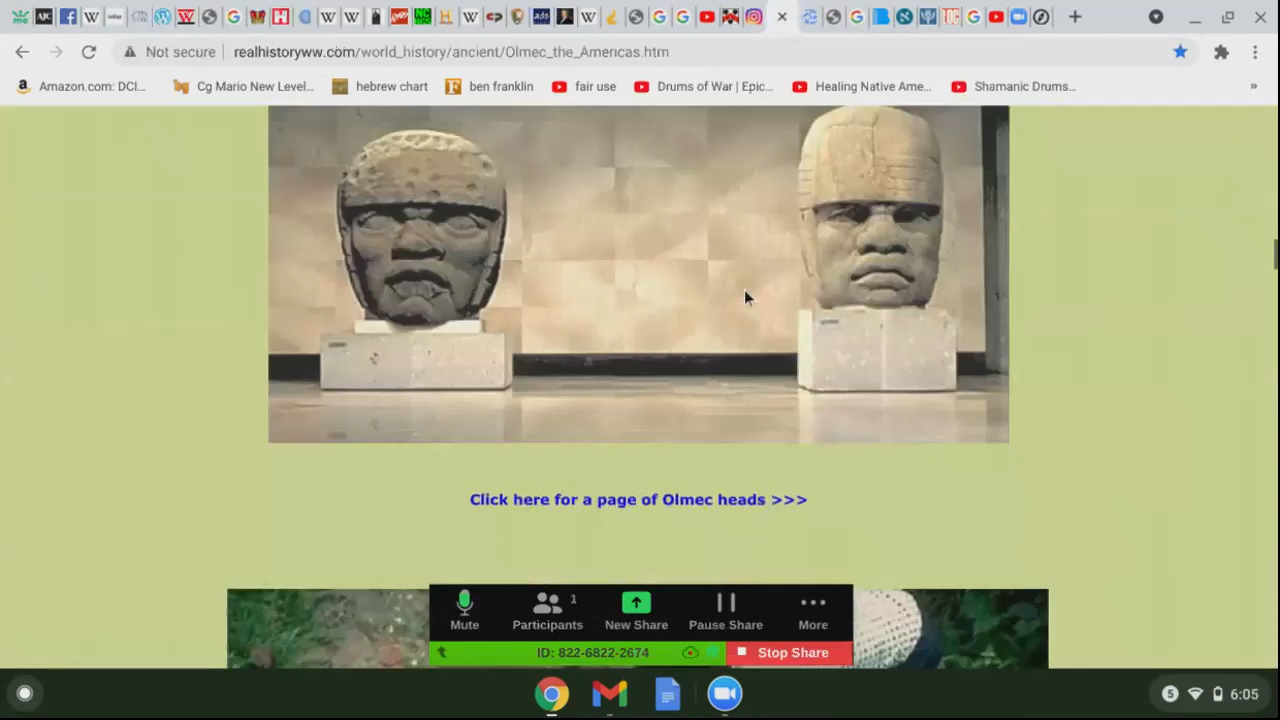 Not secure
realhistoryww.com/world_history/ancient/Olmec_the_Americas.htm
Amazon.com: DCI...
Cg Mario New Level...
hebrew chart
ben franklin
fair use
Drums of War | Epic...
Healing Native Ame...
Shamanic Drums...
»
Click here for a page of Olmec heads >>>
Mute
Participants
1
New Share
Pause Share
More
ID: 822-6822-2674
Stop Share
5
6:05